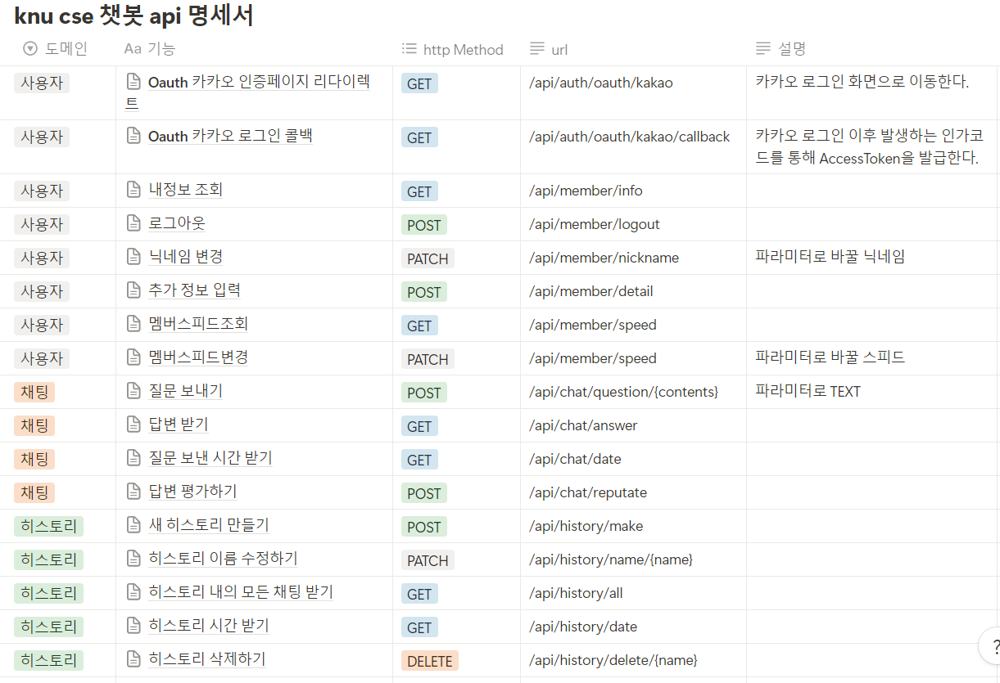 knu cse 챗봇 api 명세서
도메인 Aa 기능 http Method url 설명
사용자 Oauth 카카오 인증페이지 리다이렉 GET /api/auth/oauth/kakao 카카오 로그인 화면으로 이동한다.
트
사용자 Oauth 카카오 로그인 콜백 GET /api/auth/oauth/kakao/callback 카카오 로그인 이후 발생하는 인가코
드를 통해 AccessToken을 발급한다.
사용자 내정보 조회 GET /api/member/info
사용자 로그아웃 POST /api/member/logout
사용자 닉네임 변경 PATCH /api/member/nickname 파라미터로 바꿀 닉네임
사용자 추가 정보 입력 POST /api/member/detail
사용자 멤버스피드조회 GET /api/member/speed
사용자 멤버스피드변경 PATCH /api/member/speed 파라미터로 바꿀 스피드
채팅 질문 보내기 POST /api/chat/question/{contents} 파라미터로 TEXT
채팅 답변 받기 GET /api/chat/answer
채팅 질문 보낸 시간 받기 GET /api/chat/date
채팅 답변 평가하기 POST /api/chat/reputate
히스토리 새 히스토리 만들기 POST /api/history/make
히스토리 히스토리 이름 수정하기 PATCH /api/history/name/{name}
히스토리 히스토리 내의 모든 채팅 받기 GET /api/history/all
히스토리 히스토리 시간 받기 GET /api/history/date
히스토리 히스토리 삭제하기 DELETE /api/history/delete/{name}
?